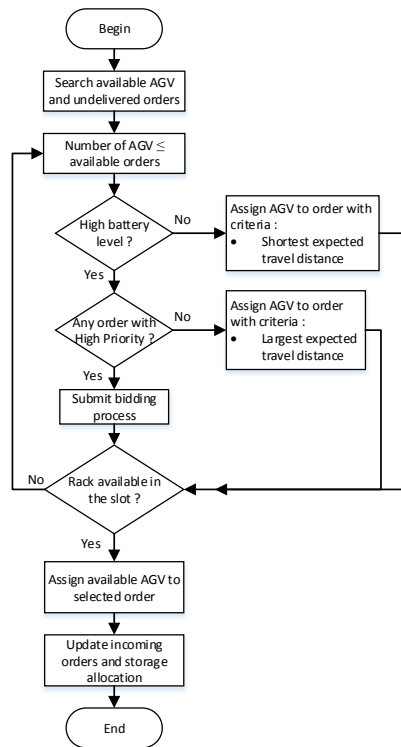 Begin
Search available AGV
and undelivered orders
Number of AGV ≤
available orders
High battery
level ?
No
Assign AGV to order with
criteria :
• Shortest expected
travel distance
Yes
Any order with
High Priority ?
No
Assign AGV to order
with criteria :
• Largest expected
travel distance
Yes
Submit bidding
process
No
Rack available in
the slot ?
Yes
Assign available AGV to
selected order
Update incoming
orders and storage
allocation
End